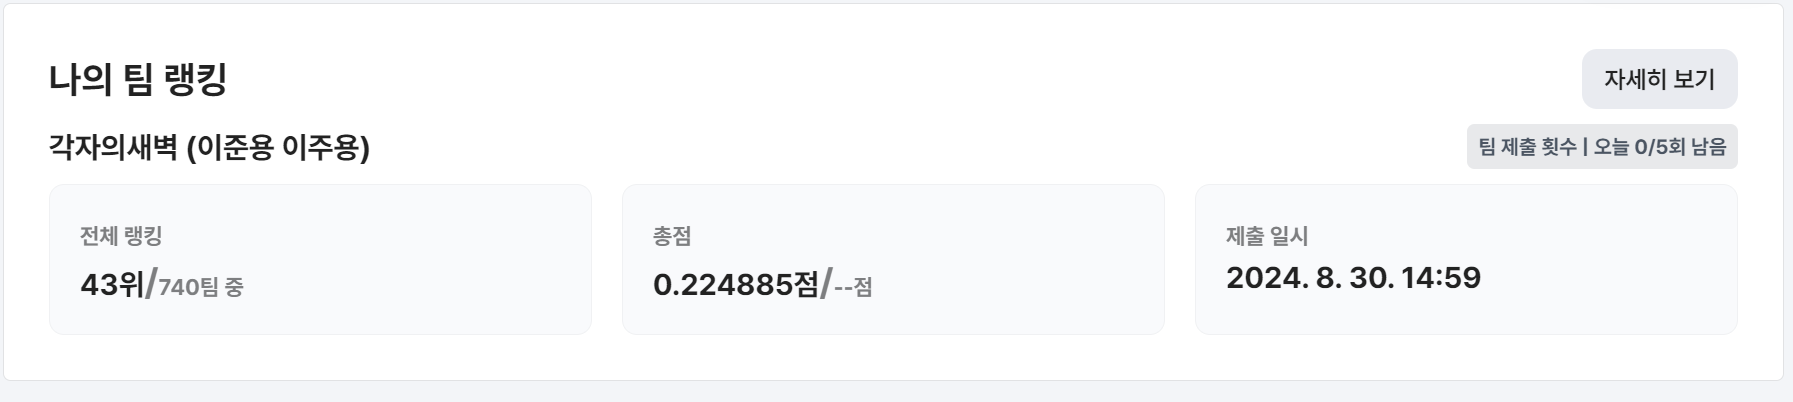 나의 팀 랭킹
자세히 보기
각자의새벽 (이준용 이주용)
팀 제출 횟수 | 오늘 0/5회 남음
전체 랭킹
43위/740팀 중
총점
0.224885점/--점
제출 일시
2024. 8. 30. 14:59